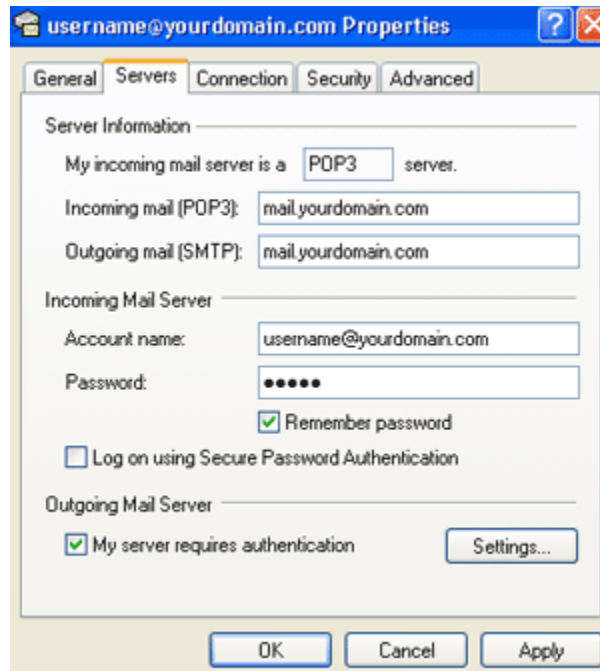 username@yourdomain.com Properties
General Servers Connection Security Advanced
Server Information
My incoming mail server is a POP3 server.
Incoming mail (POP3): mail.yourdomain.com
Outgoing mail (SMTP): mail.yourdomain.com
Incoming Mail Server
Account name: username@yourdomain.com
Password: •••••
Remember password
Log on using Secure Password Authentication
Outgoing Mail Server
My server requires authentication Settings...
OK Cancel Apply